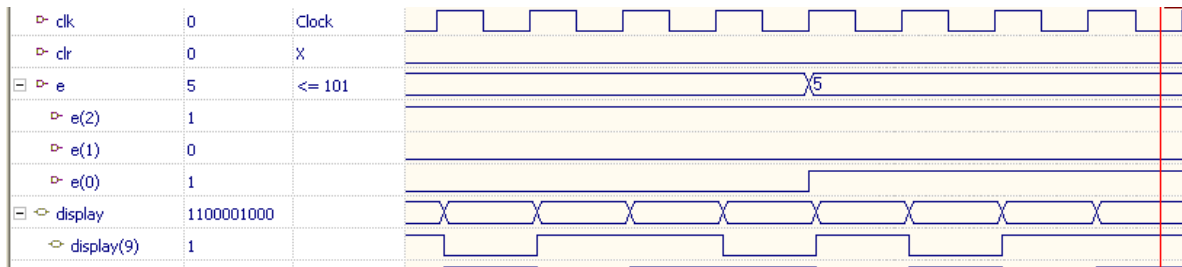 clk 0 Clock
clr 0 X
e 5 <= 101 5
e(2) 1
e(1) 0
e(0) 1
display 1100001000
display(9) 1